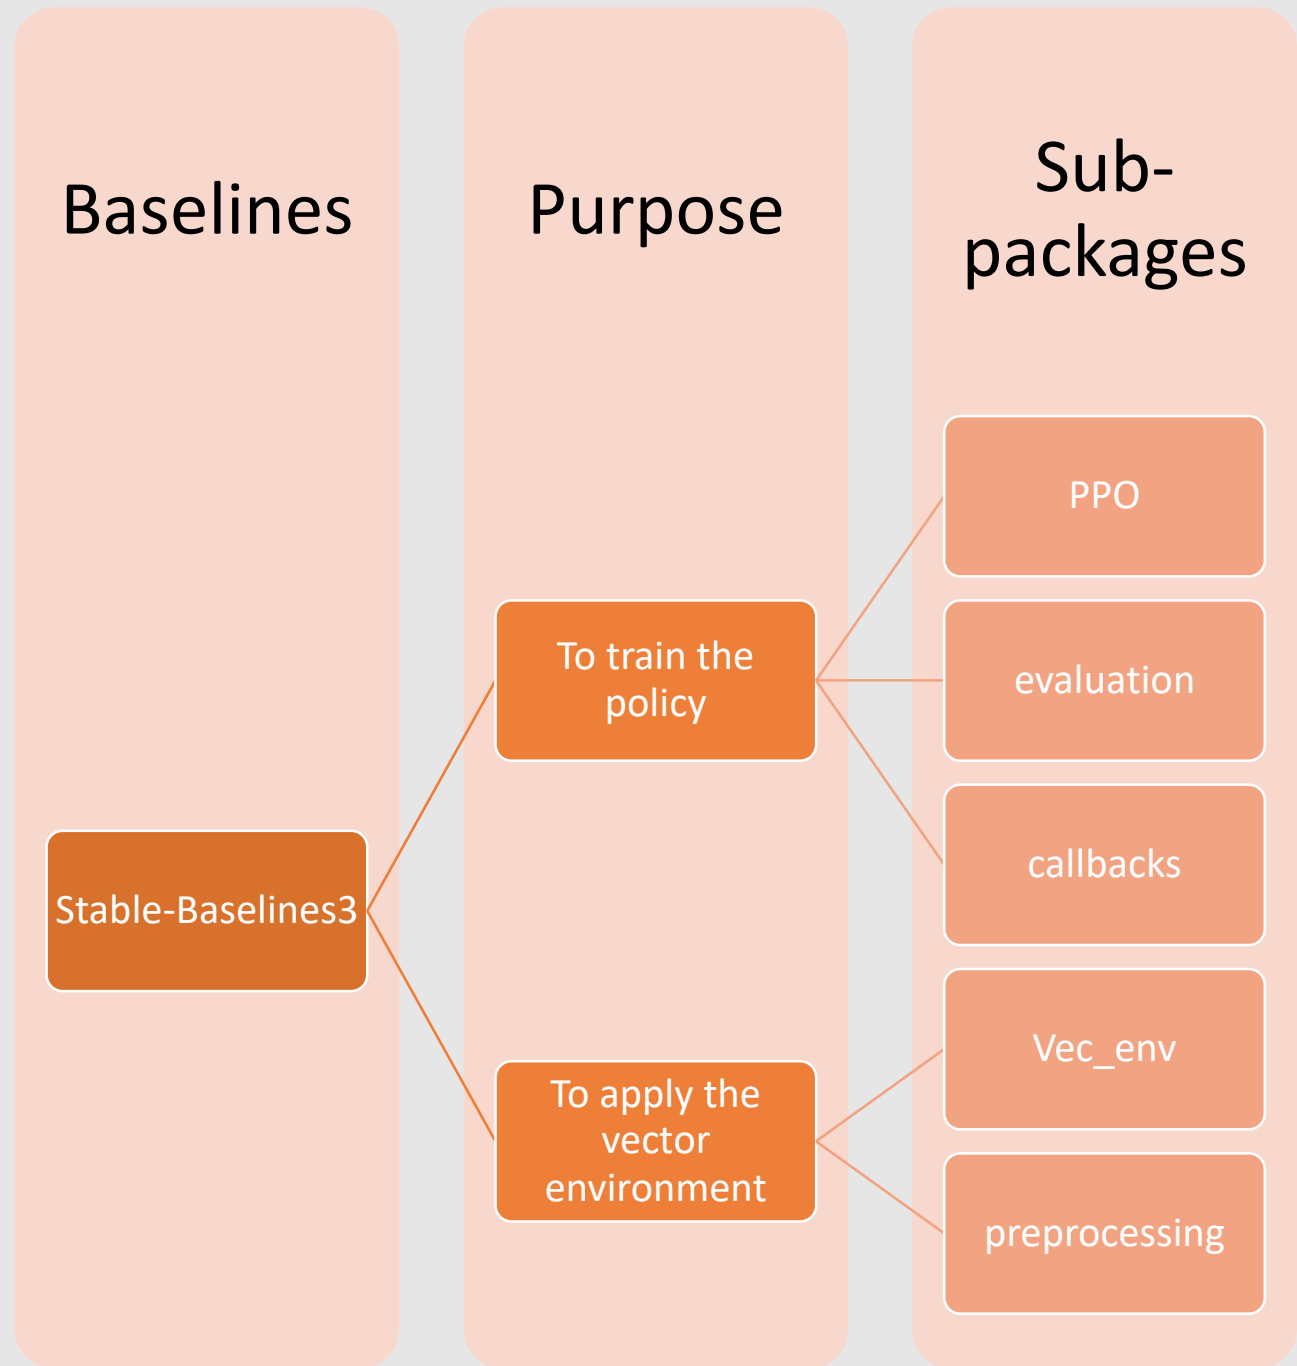 Baselines
Purpose
Sub-
packages
Stable-Baselines3
To train the
policy
To apply the
vector
environment
PPO
evaluation
callbacks
Vec_env
preprocessing